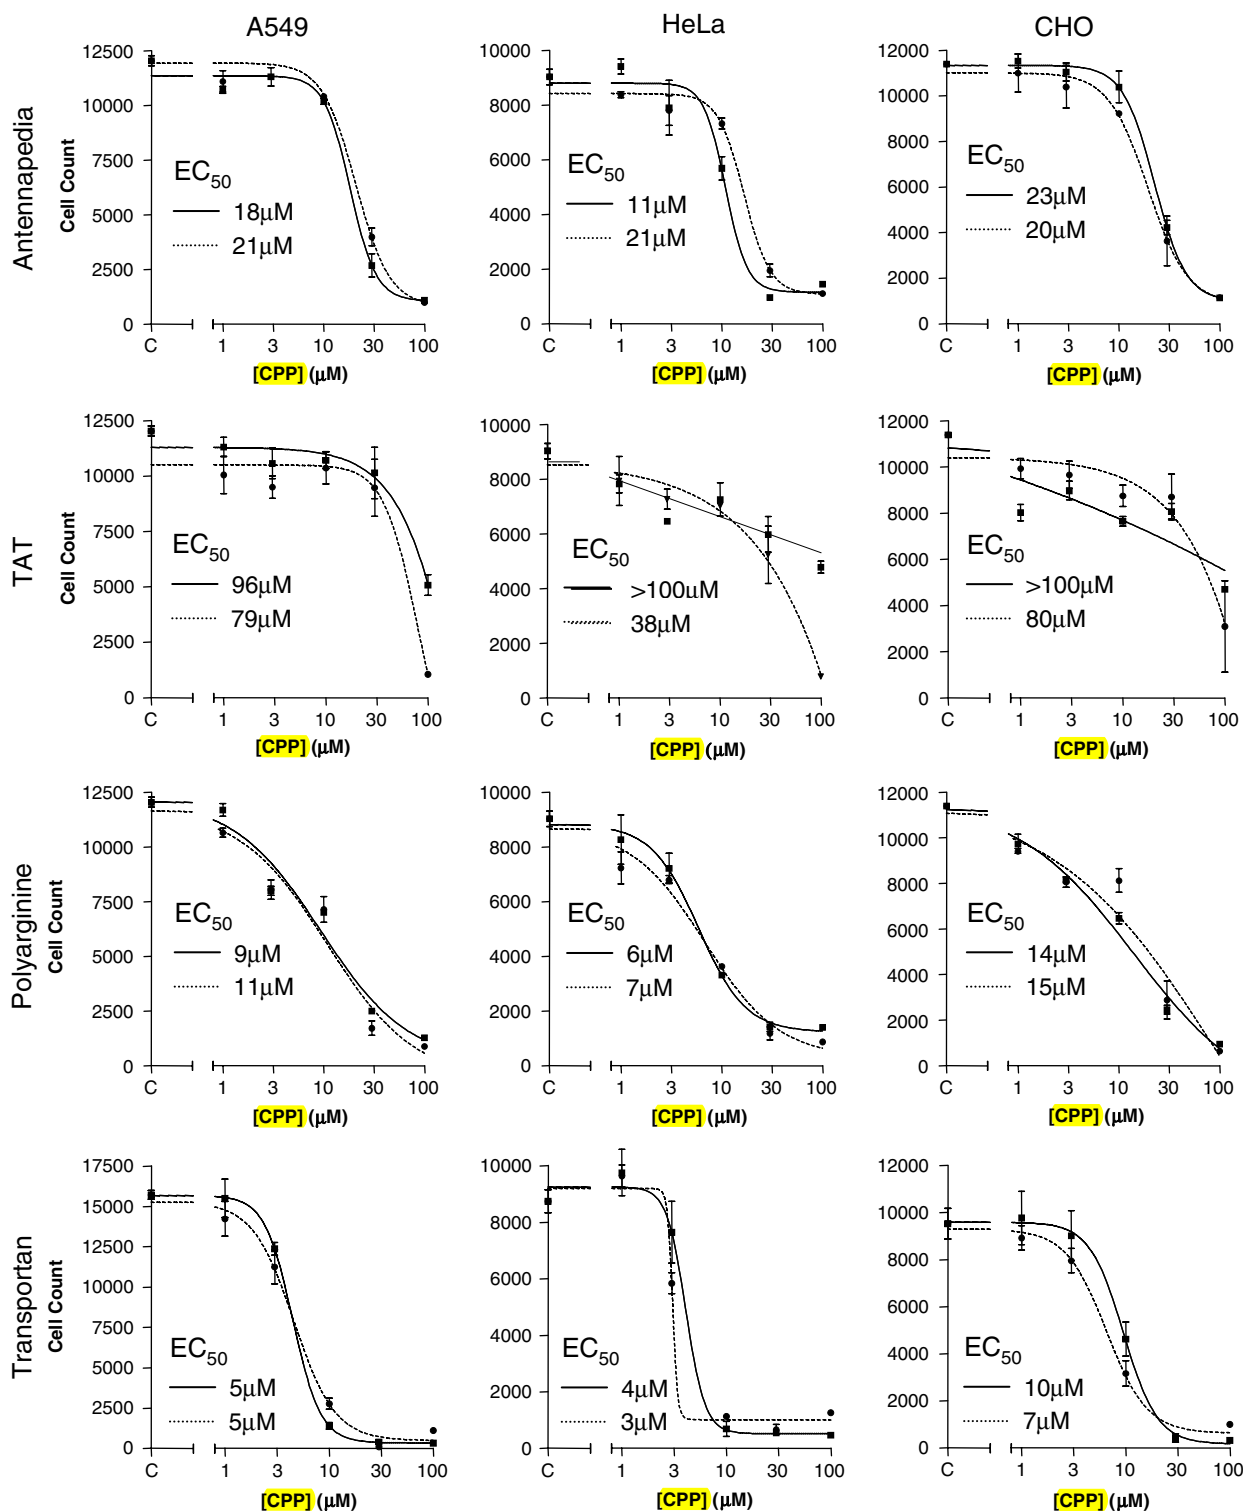 A549 HeLa CHO
Antennapedia
Cell Count
12500
10000
7500
5000
2500
0
EC50
18μM
21μM
C 1 3 10 30 100
[CPP] (μM)
10000
8000
6000
4000
2000
0
EC50
11μM
21μM
C 1 3 10 30 100
[CPP] (μM)
12000
10000
8000
6000
4000
2000
0
EC50
23μM
20μM
C 1 3 10 30 100
[CPP] (μM)
TAT
Cell Count
12500
10000
7500
5000
2500
0
EC50
96μM
79μM
C 1 3 10 30 100
[CPP] (μM)
10000
8000
6000
4000
2000
0
EC50
>100μM
38μM
C 1 3 10 30 100
[CPP] (μM)
12000
10000
8000
6000
4000
2000
0
EC50
>100μM
80μM
C 1 3 10 30 100
[CPP] (μM)
Polyarginine
Cell Count
12500
10000
7500
5000
2500
0
EC50
9μM
11μM
C 1 3 10 30 100
[CPP] (μM)
10000
8000
6000
4000
2000
0
EC50
6μM
7μM
C 1 3 10 30 100
[CPP] (μM)
12000
10000
8000
6000
4000
2000
0
EC50
14μM
15μM
C 1 3 10 30 100
[CPP] (μM)
Transportan
Cell Count
17500
15000
12500
10000
7500
5000
2500
0
EC50
5μM
5μM
C 1 3 10 30 100
[CPP] (μM)
10000
8000
6000
4000
2000
0
EC50
4μM
3μM
C 1 3 10 30 100
[CPP] (μM)
12000
10000
8000
6000
4000
2000
0
EC50
10μM
7μM
C 1 3 10 30 100
[CPP] (μM)